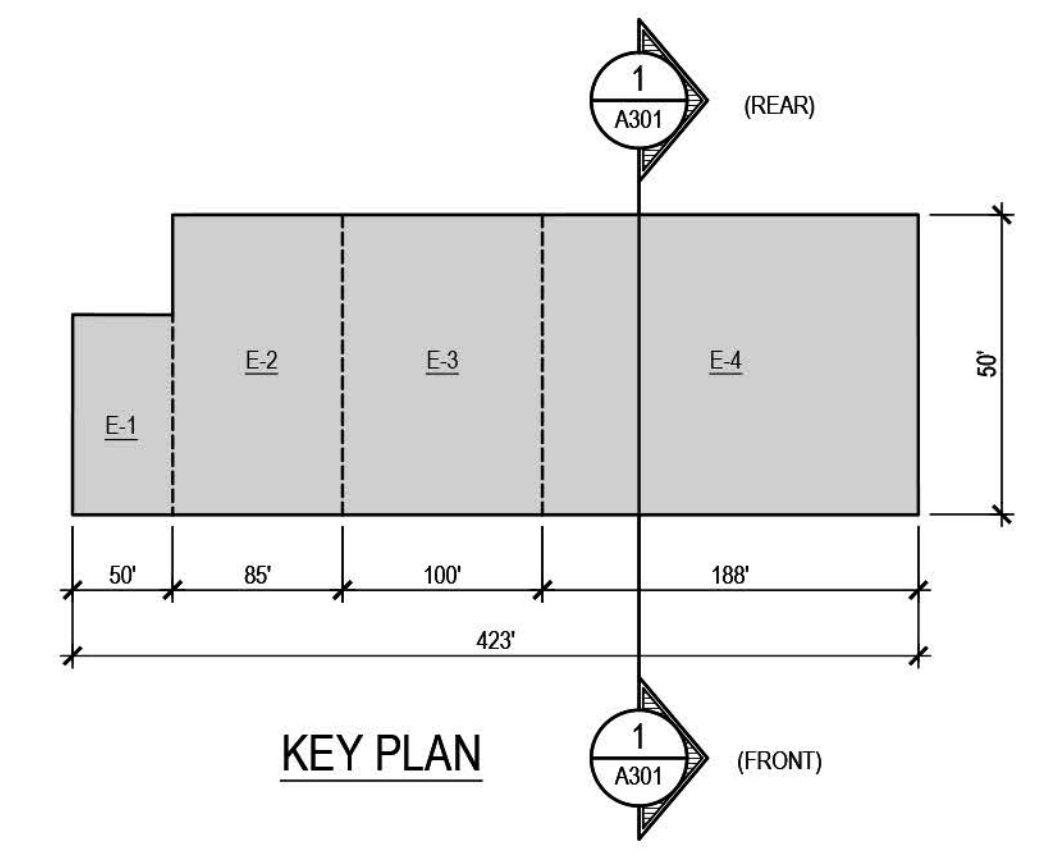 1
A301
(REAR)
E-1
E-2
E-3
E-4
50'
50'
85'
100'
188'
423'
KEY PLAN
1
A301
(FRONT)